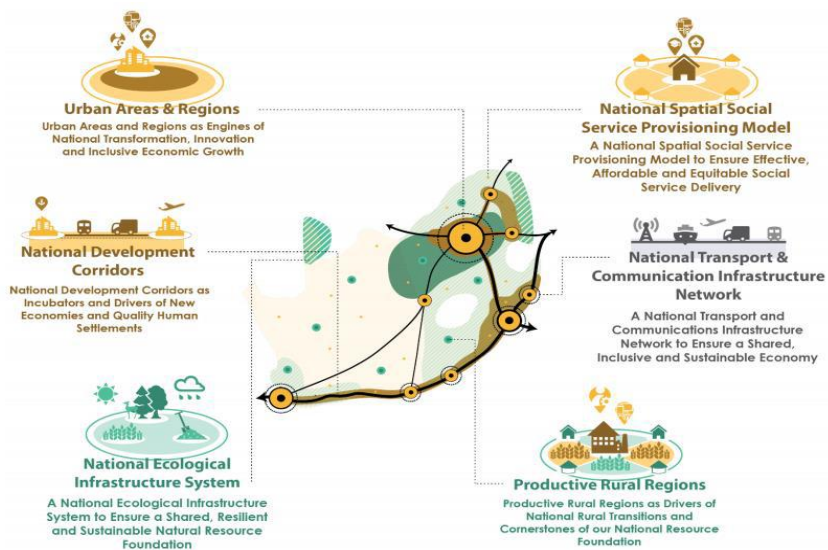 Urban Areas & Regions
Urban Areas and Regions as Engines of
National Transformation, Innovation
and Inclusive Economic Growth
National Development
Corridors
National Development Corridors as
Incubators and Drivers of New
Economies and Quality Human
Settlements
National Ecological
Infrastructure System
A National Ecological Infrastructure
System to Ensure a Shared, Resilient
and Sustainable Natural Resource
Foundation
National Spatial Social
Service Provisioning Model
A National Spatial Social Service
Provisioning Model to Ensure Effective,
Affordable and Equitable Social
Service Delivery
National Transport &
Communication Infrastructure
Network
A National Transport and
Communications Infrastructure
Network to Ensure a Shared,
Inclusive and Sustainable Economy
Productive Rural Regions
Productive Rural Regions as Drivers of
National Rural Transitions and
Cornerstones of our National Resource
Foundation